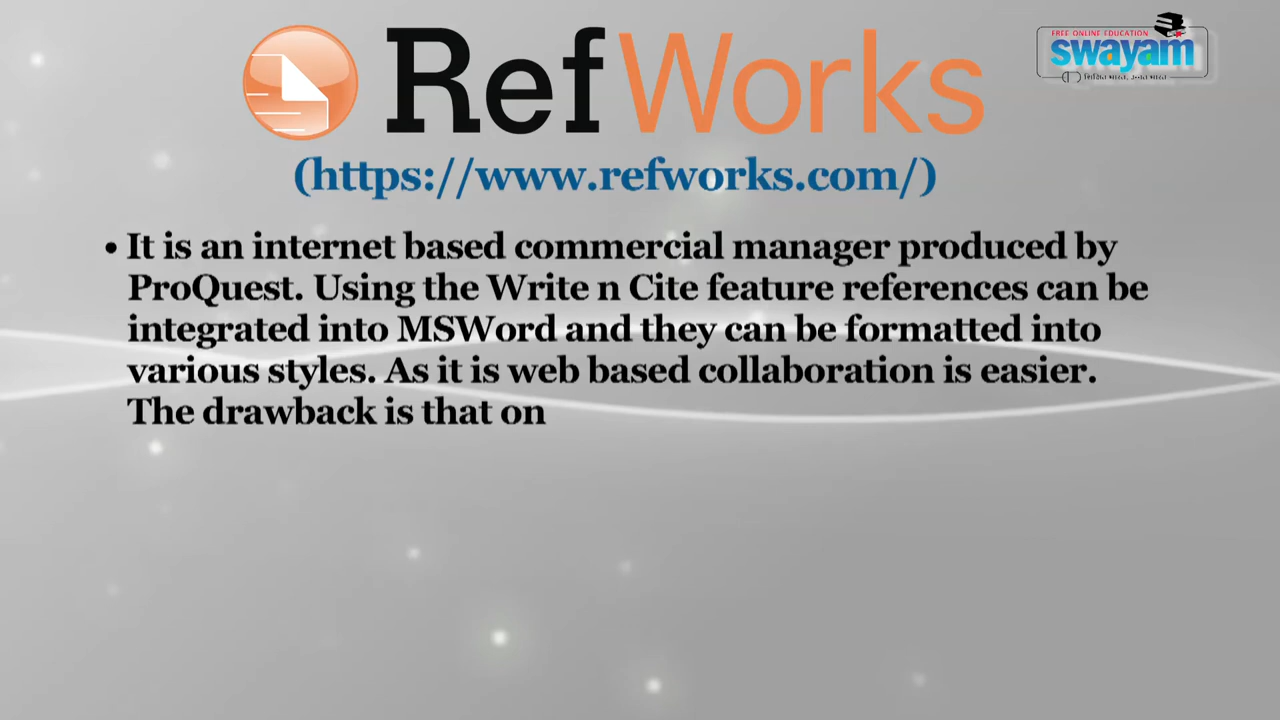 RefWorks
FREE ONLINE EDUCATION
swayam
(https://www.refworks.com/)
• It is an internet based commercial manager produced by
ProQuest. Using the Write n Cite feature references can be
integrated into MSWord and they can be formatted into
various styles. As it is web based collaboration is easier.
The drawback is that on